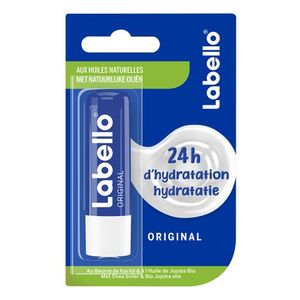 AUX HUILES NATURELLES
MET NATUURLIJKE OLIËN
Labello
Labello
ORIGINAL
24h
d'hydratation
hydratatie
ORIGINAL
Au Beurre de Karité & à l'Huile de Jojoba Bio
Met Shea boter & Bio Jojoba olie